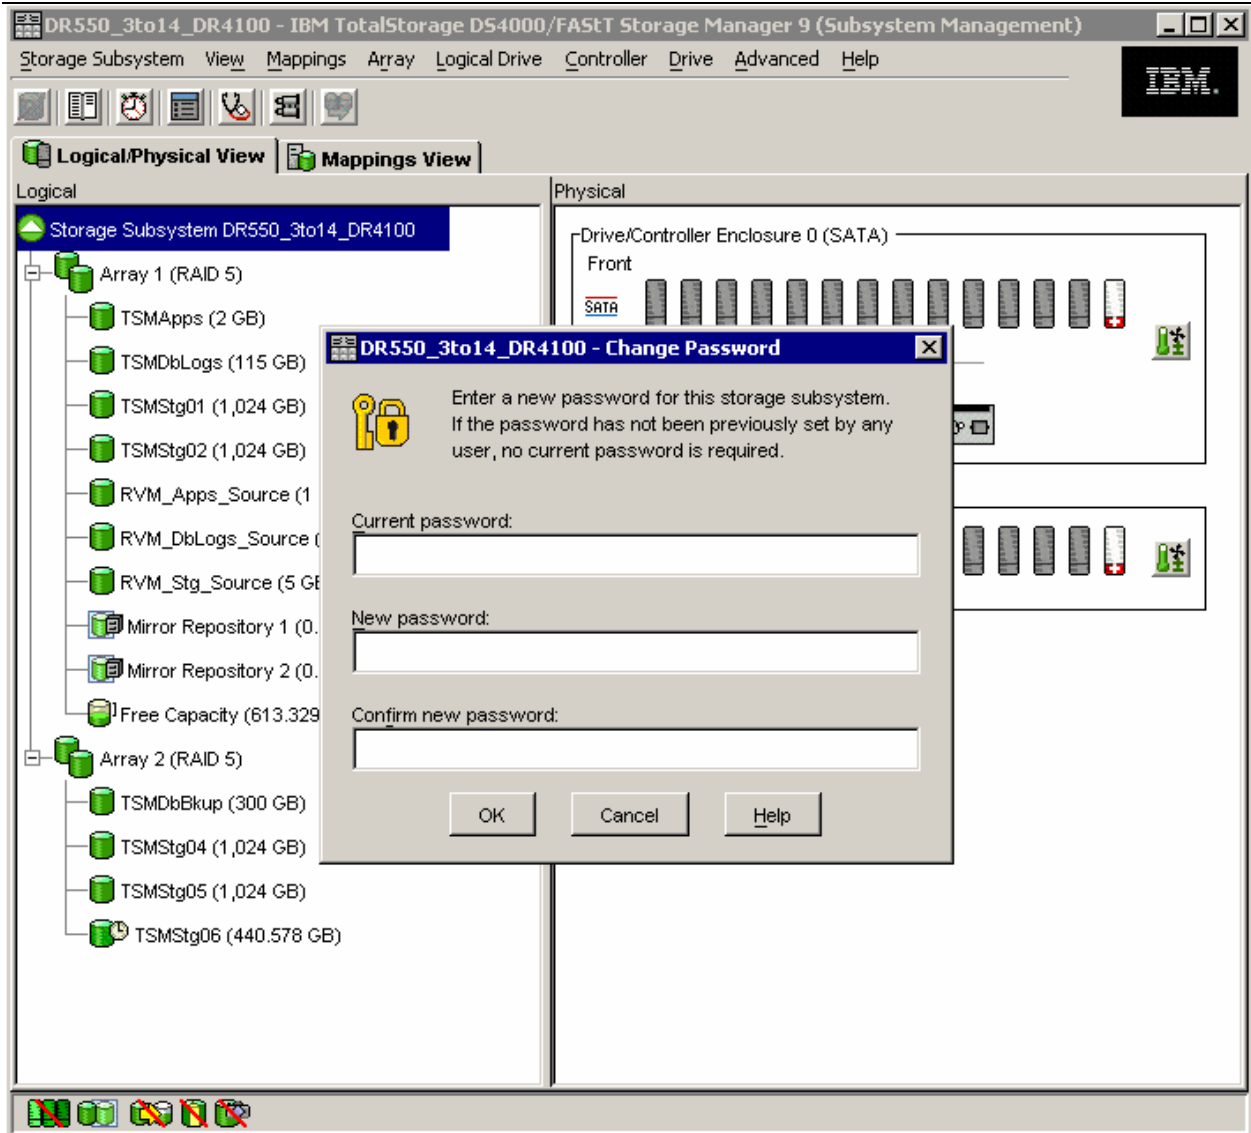 DR550_3to14_DR4100 - IBM TotalStorage DS4000/FAStT Storage Manager 9 (Subsystem Management)
Storage Subsystem View Mappings Array Logical Drive Controller Drive Advanced Help
IBM.
Logical/Physical View Mappings View
Logical
Storage Subsystem DR550_3to14_DR4100
Array 1 (RAID 5)
TSMApps (2 GB)
TSMDbLogs (115 GB)
TSMStg01 (1,024 GB)
TSMStg02 (1,024 GB)
RVM_Apps_Source (1
RVM_DbLogs_Source (
RVM_Stg_Source (5 GB
Mirror Repository 1 (0.
Mirror Repository 2 (0.
Free Capacity (613.329
Array 2 (RAID 5)
TSMDbBkup (300 GB)
TSMStg04 (1,024 GB)
TSMStg05 (1,024 GB)
TSMStg06 (440.578 GB)
Physical
Drive/Controller Enclosure 0 (SATA)
Front
SATA
DR550_3to14_DR4100 - Change Password
Enter a new password for this storage subsystem.
If the password has not been previously set by any
user, no current password is required.
Current password:
New password:
Confirm new password:
OK Cancel Help